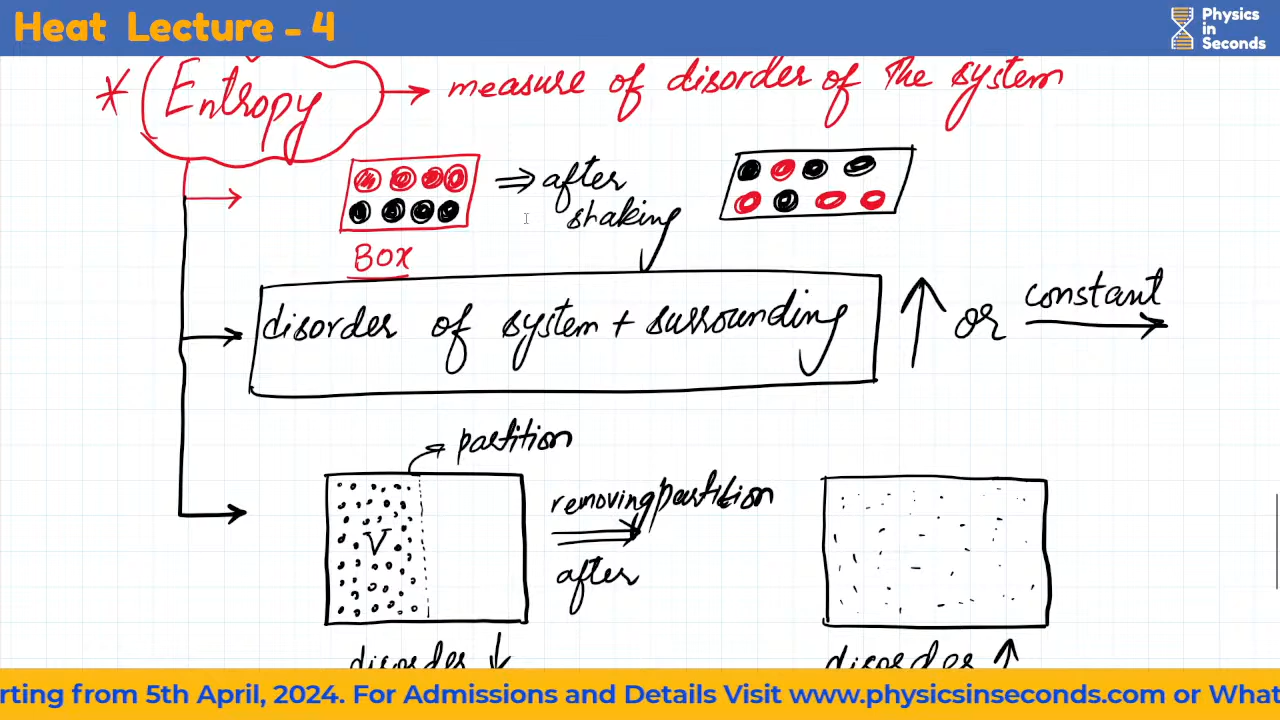 Heat Lecture - 4
Physics
in
Seconds
* Entropy → measure of disorder of the system
⇒ after
shaking
BOX
disorder of system + surrounding ↑ or constant
partition
removing partition
V
after
disorder ↓
disorder ↑
rting from 5th April, 2024. For Admissions and Details Visit www.physicsinseconds.com or What